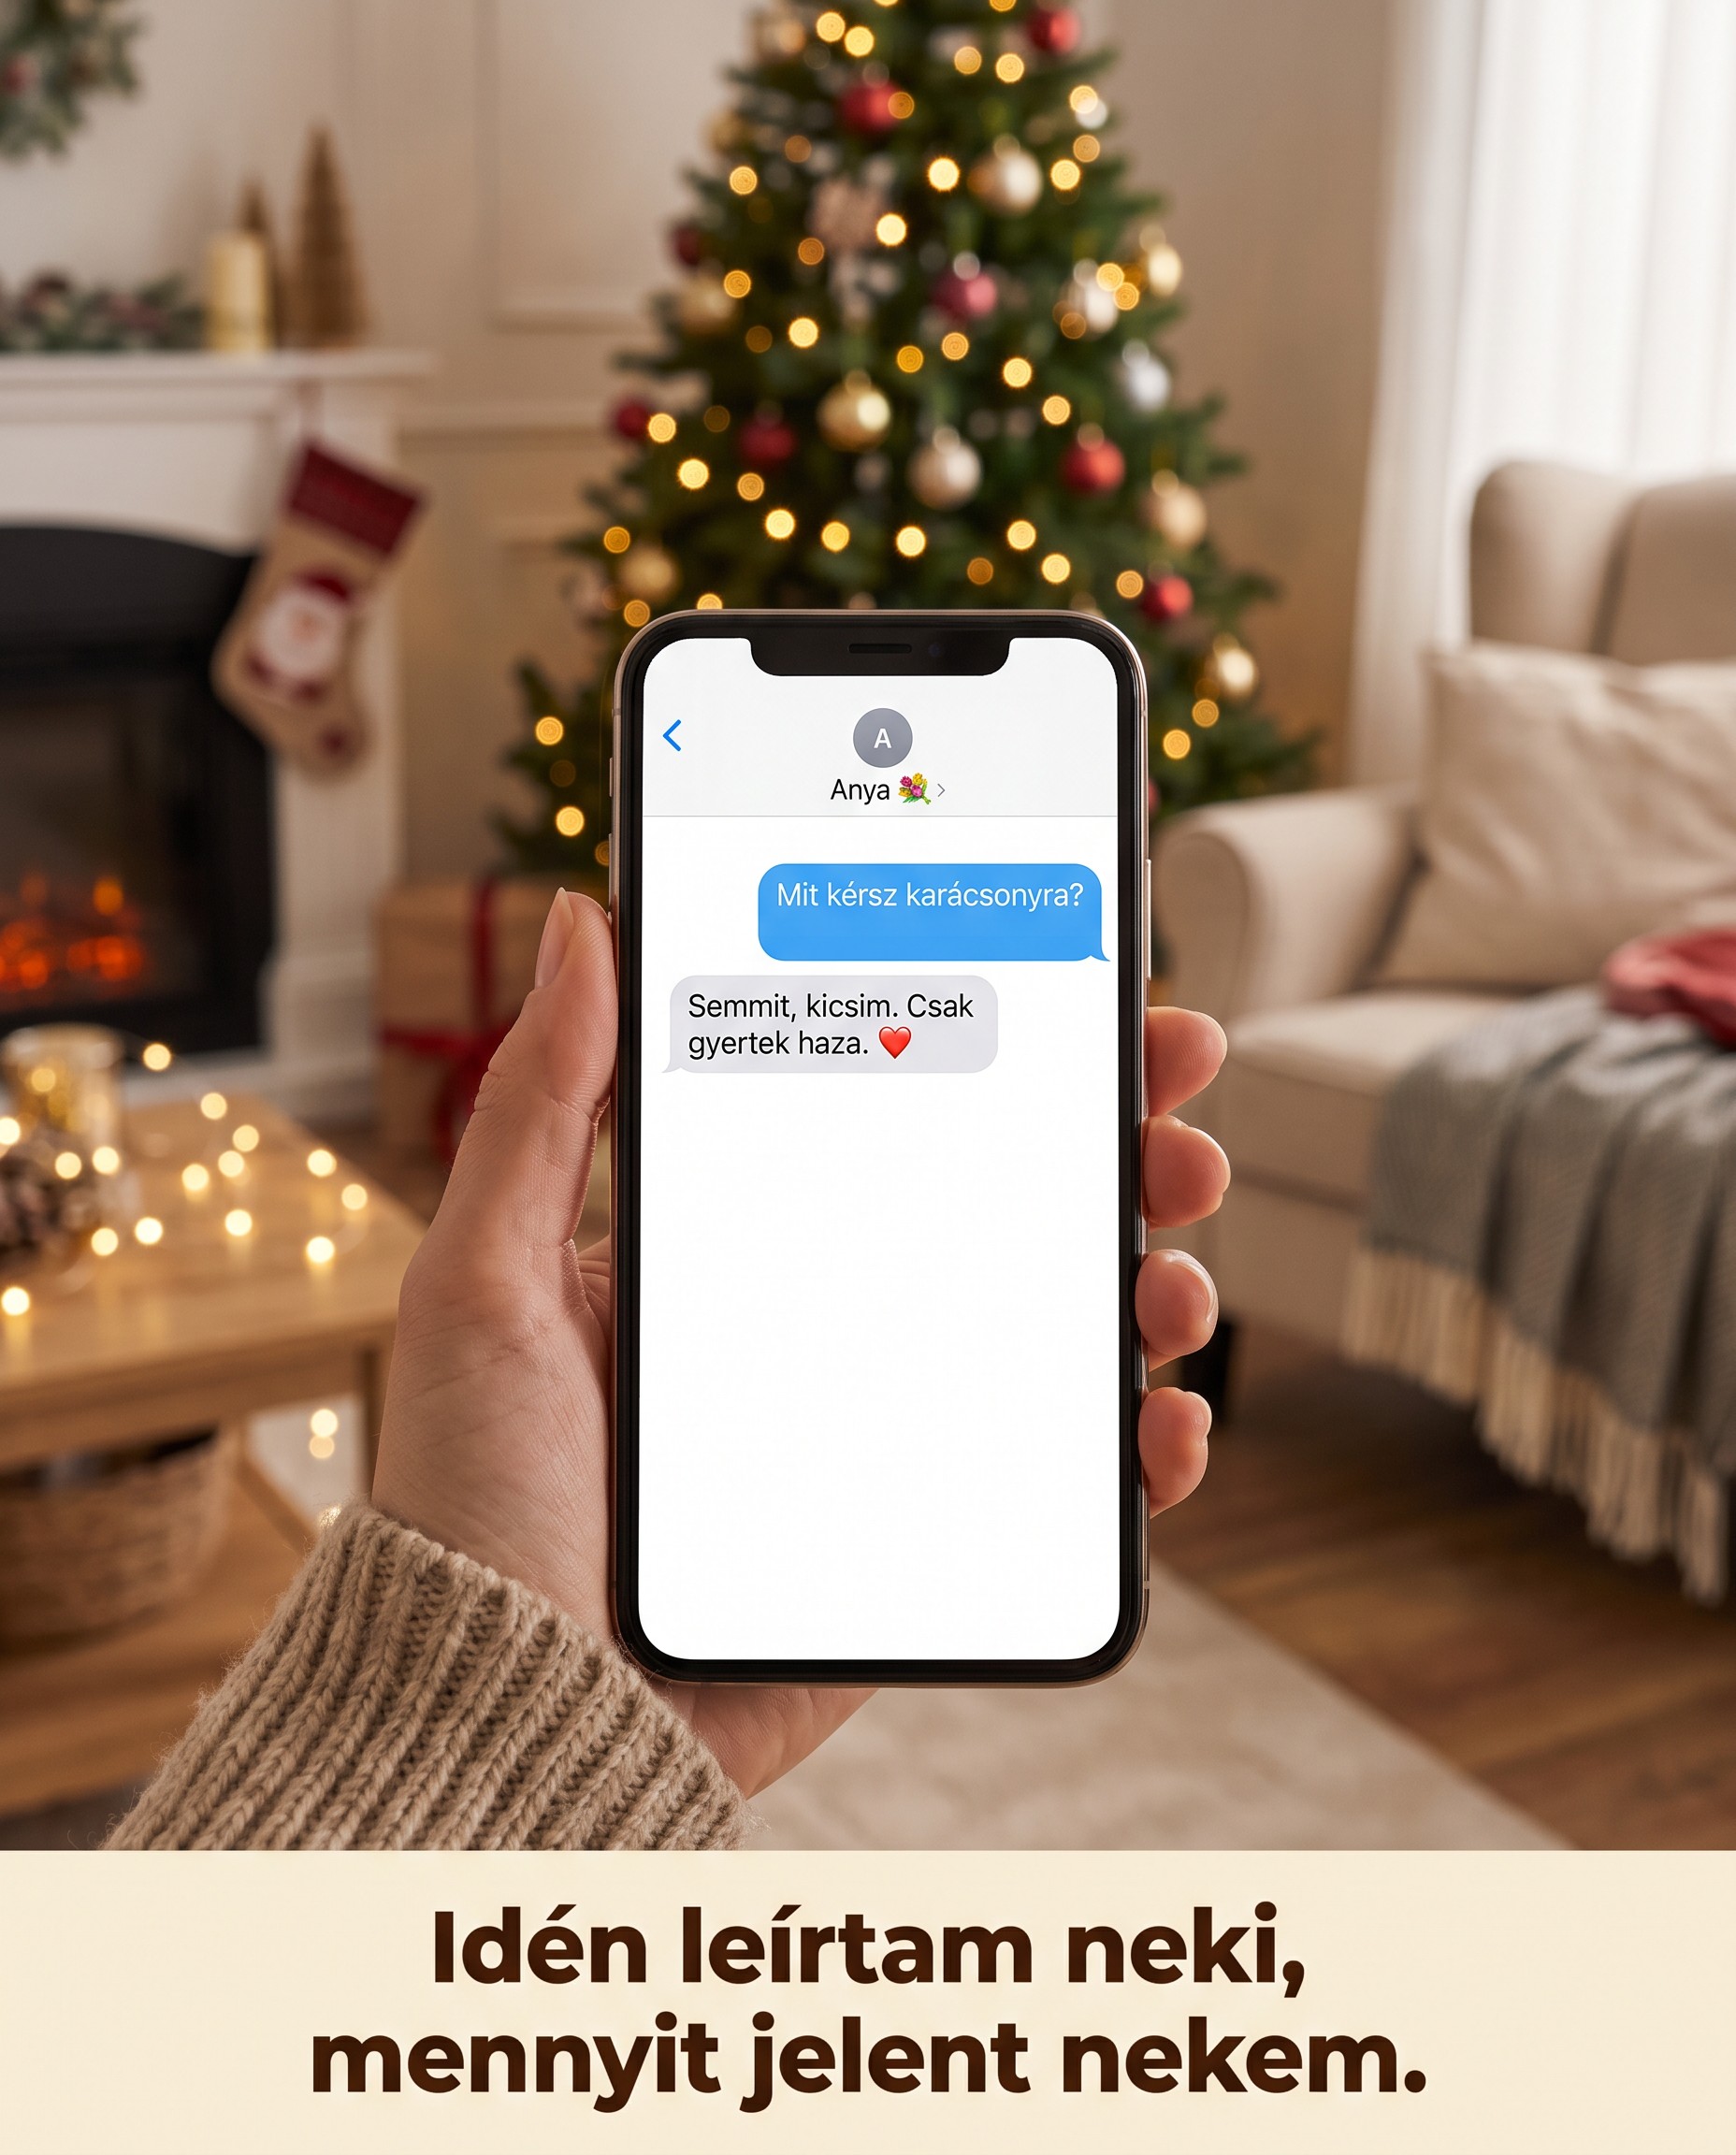 A
Anya 💐
Mit kérsz karácsonyra?
Semmit, kicsim. Csak
gyertek haza. ❤️
Idén leírtam neki,
mennyit jelent nekem.